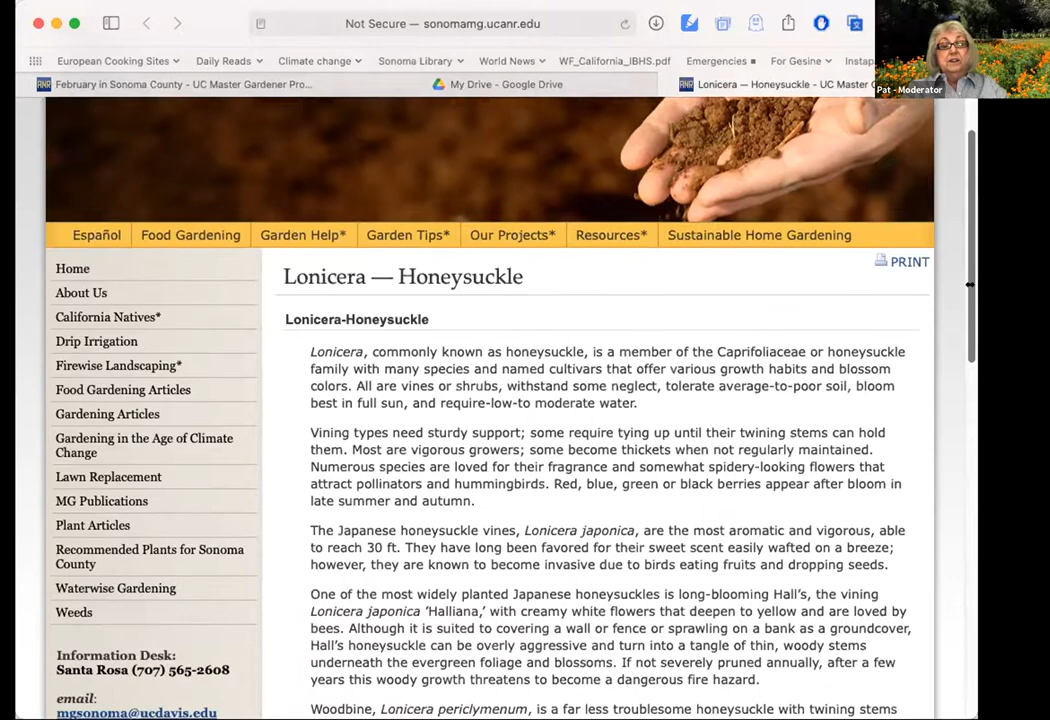 Not Secure — sonomamg.ucanr.edu
European Cooking Sites Daily Reads Climate change Sonoma Library World News WF_California_IBHS.pdf Emergencies For Gesine
February in Sonoma County - UC Master Gardener Pro... My Drive - Google Drive Lonicera — Honeysuckle - UC Master
Pat - Moderator
Español Food Gardening Garden Help* Garden Tips* Our Projects* Resources* Sustainable Home Gardening
Home
About Us
California Natives*
Drip Irrigation
Firewise Landscaping*
Food Gardening Articles
Gardening Articles
Gardening in the Age of Climate
Change
Lawn Replacement
MG Publications
Plant Articles
Recommended Plants for Sonoma
County
Waterwise Gardening
Weeds
Information Desk:
Santa Rosa (707) 565-2608
email:
mgsonoma@ucdavis.edu
PRINT
Lonicera — Honeysuckle
Lonicera-Honeysuckle
Lonicera, commonly known as honeysuckle, is a member of the Caprifoliaceae or honeysuckle
family with many species and named cultivars that offer various growth habits and blossom
colors. All are vines or shrubs, withstand some neglect, tolerate average-to-poor soil, bloom
best in full sun, and require-low-to moderate water.
Vining types need sturdy support; some require tying up until their twining stems can hold
them. Most are vigorous growers; some become thickets when not regularly maintained.
Numerous species are loved for their fragrance and somewhat spidery-looking flowers that
attract pollinators and hummingbirds. Red, blue, green or black berries appear after bloom in
late summer and autumn.
The Japanese honeysuckle vines, Lonicera japonica, are the most aromatic and vigorous, able
to reach 30 ft. They have long been favored for their sweet scent easily wafted on a breeze;
however, they are known to become invasive due to birds eating fruits and dropping seeds.
One of the most widely planted Japanese honeysuckles is long-blooming Hall's, the vining
Lonicera japonica 'Halliana,' with creamy white flowers that deepen to yellow and are loved by
bees. Although it is suited to covering a wall or fence or sprawling on a bank as a groundcover,
Hall's honeysuckle can be overly aggressive and turn into a tangle of thin, woody stems
underneath the evergreen foliage and blossoms. If not severely pruned annually, after a few
years this woody growth threatens to become a dangerous fire hazard.
Woodbine, Lonicera periclymenum, is a far less troublesome honeysuckle with twining stems